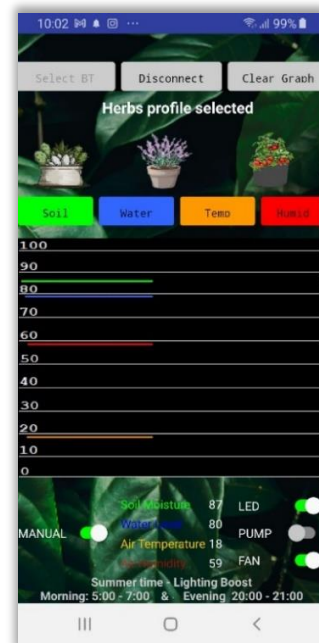 10:02 ··· 99%
Select BT Disconnect Clear Graph
Herbs profile selected
Soil Water Temp Humid
100
90
80
70
60
50
40
30
20
10
0
Soil Moisture 87 LED
MANUAL Water Level 80 PUMP
Air Temperature 18
Air Humidity 59 FAN
Summer time - Lighting Boost
Morning: 5:00 - 7:00 & Evening 20:00 - 21:00